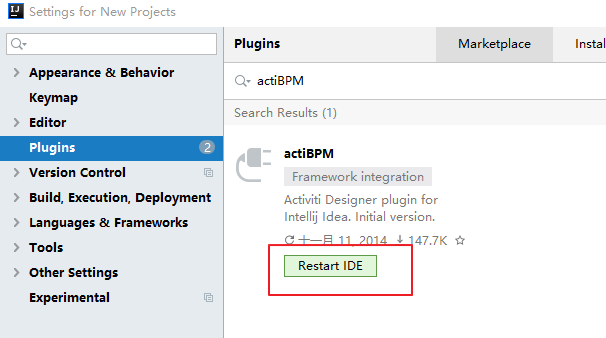 Settings for New Projects
Plugins
Marketplace
Instal
Appearance & Behavior
Keymap
Editor
Plugins 2
Version Control
Build, Execution, Deployment
Languages & Frameworks
Tools
Other Settings
Experimental
actiBPM
Search Results (1)
actiBPM
Framework integration
Activiti Designer plugin for
Intellij Idea. Initial version.
十一月 11, 2014 147.7K
Restart IDE